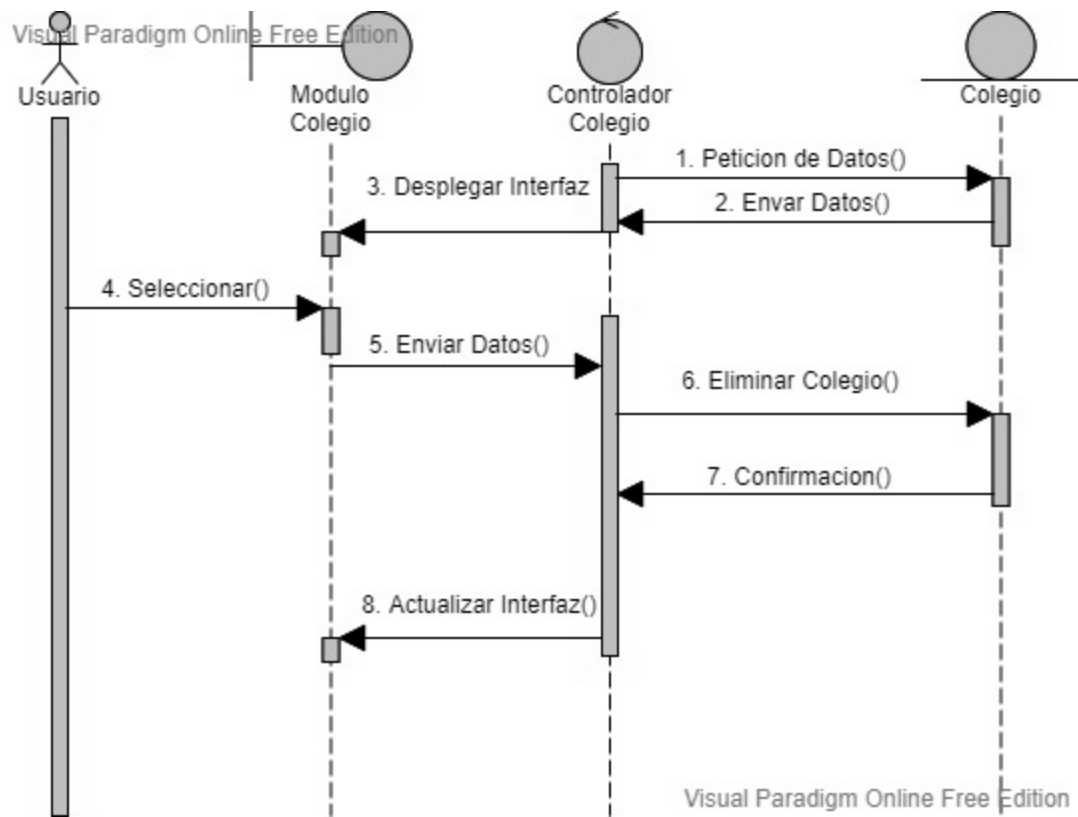 Visual Paradigm Online Free Edition
Usuario
Modulo
Colegio
Controlador
Colegio
Colegio
1. Peticion de Datos()
3. Desplegar Interfaz
2. Envar Datos()
4. Seleccionar()
5. Enviar Datos()
6. Eliminar Colegio()
7. Confirmacion()
8. Actualizar Interfaz()
Visual Paradigm Online Free Edition